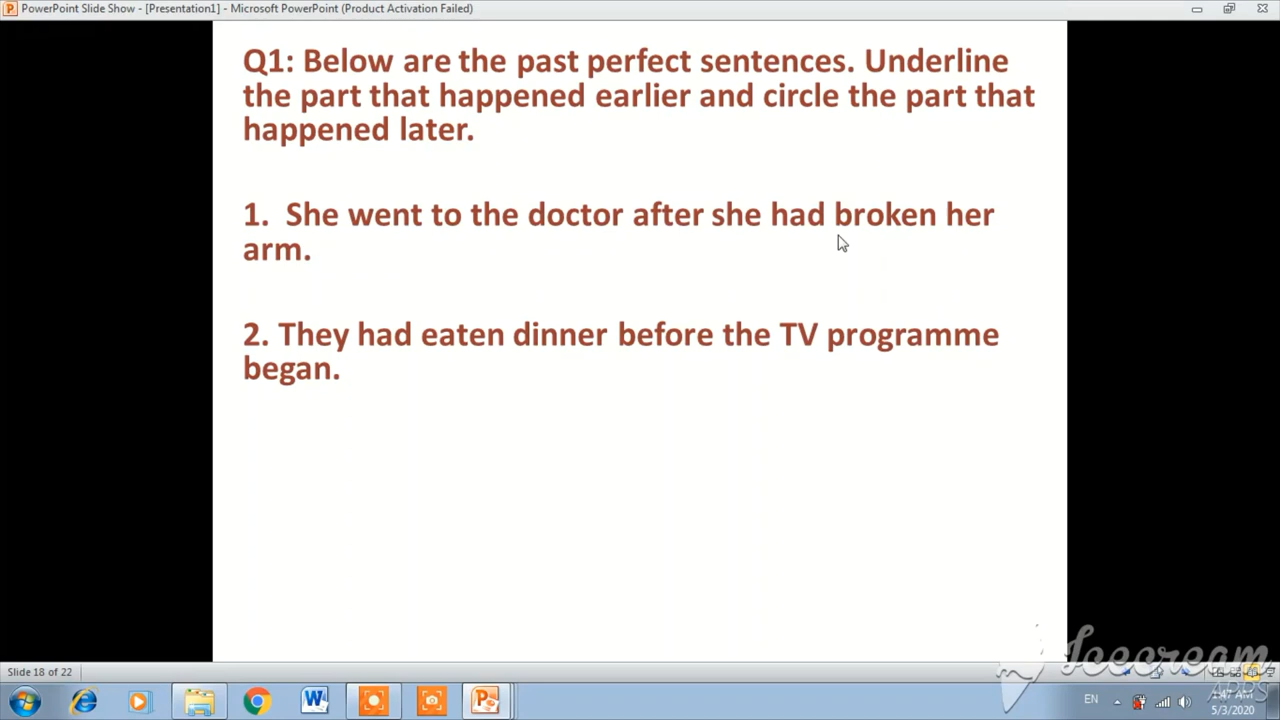 PowerPoint Slide Show - [Presentation1] - Microsoft PowerPoint (Product Activation Failed)
Q1: Below are the past perfect sentences. Underline
the part that happened earlier and circle the part that
happened later.
1. She went to the doctor after she had broken her
arm.
2. They had eaten dinner before the TV programme
began.
Icecream
APPS
Slide 18 of 22
EN
:47 AM
5/3/2020